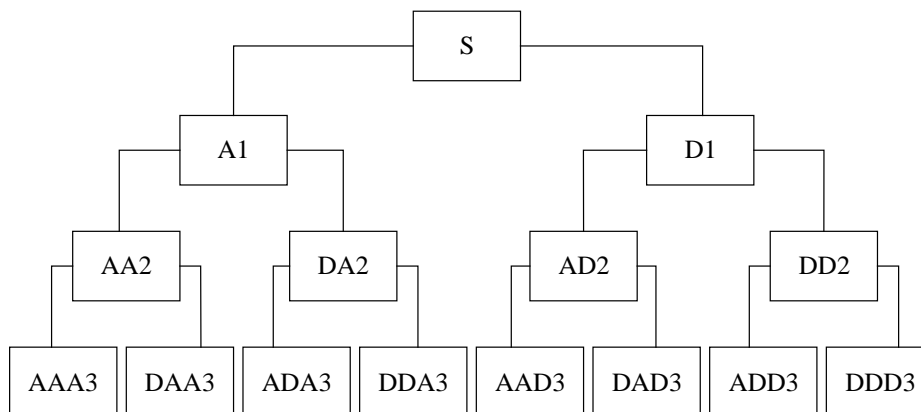 S
A1 D1
AA2 DA2 AD2 DD2
AAA3 DAA3 ADA3 DDA3 AAD3 DAD3 ADD3 DDD3